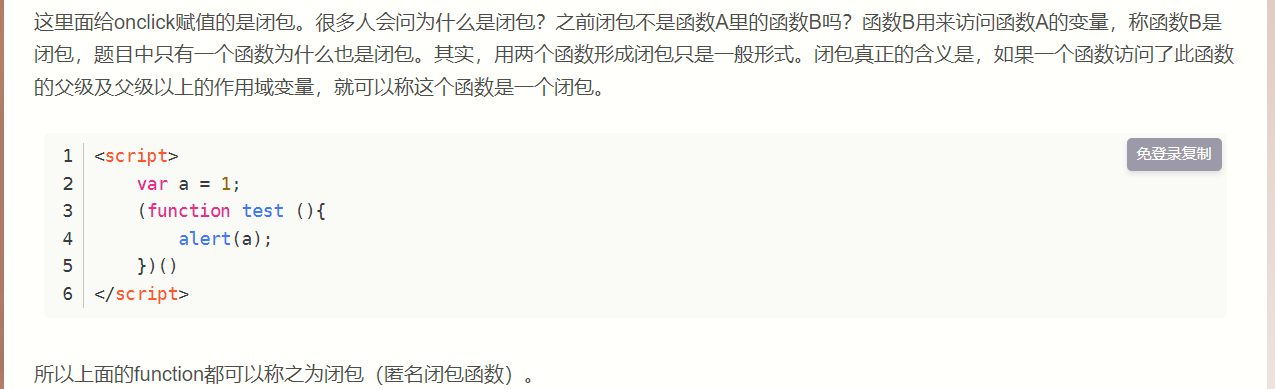 这里面给onclick赋值的是闭包。很多人会问为什么是闭包？之前闭包不是函数A里的函数B吗？函数B用来访问函数A的变量，称函数B是
闭包，题目中只有一个函数为什么也是闭包。其实，用两个函数形成闭包只是一般形式。闭包真正的含义是，如果一个函数访问了此函数
的父级及父级以上的作用域变量，就可以称这个函数是一个闭包。
免登录复制
1 <script>
2     var a = 1;
3     (function test (){
4         alert(a);
5     })()
6 </script>
所以上面的function都可以称之为闭包（匿名闭包函数）。